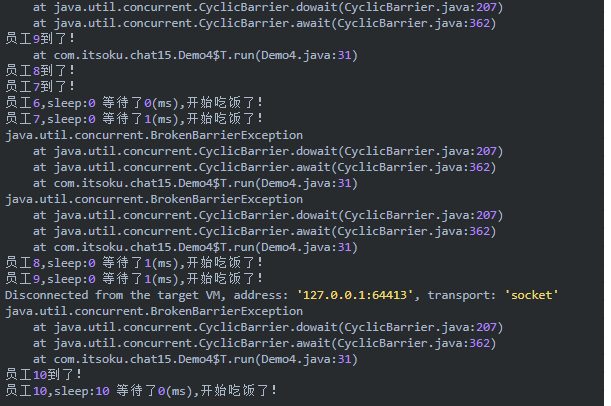 at java.util.concurrent.CyclicBarrier.dowait(CyclicBarrier.java:207)
    at java.util.concurrent.CyclicBarrier.await(CyclicBarrier.java:362)
员工9到了!
    at com.itsoku.chat15.Demo4$T.run(Demo4.java:31)
员工8到了!
员工7到了!
员工6,sleep:0 等待了0(ms),开始吃饭了!
员工7,sleep:0 等待了1(ms),开始吃饭了!
java.util.concurrent.BrokenBarrierException
    at java.util.concurrent.CyclicBarrier.dowait(CyclicBarrier.java:207)
    at java.util.concurrent.CyclicBarrier.await(CyclicBarrier.java:362)
    at com.itsoku.chat15.Demo4$T.run(Demo4.java:31)
java.util.concurrent.BrokenBarrierException
    at java.util.concurrent.CyclicBarrier.dowait(CyclicBarrier.java:207)
    at java.util.concurrent.CyclicBarrier.await(CyclicBarrier.java:362)
    at com.itsoku.chat15.Demo4$T.run(Demo4.java:31)
员工8,sleep:0 等待了1(ms),开始吃饭了!
员工9,sleep:0 等待了1(ms),开始吃饭了!
Disconnected from the target VM, address: '127.0.0.1:64413', transport: 'socket'
java.util.concurrent.BrokenBarrierException
    at java.util.concurrent.CyclicBarrier.dowait(CyclicBarrier.java:207)
    at java.util.concurrent.CyclicBarrier.await(CyclicBarrier.java:362)
    at com.itsoku.chat15.Demo4$T.run(Demo4.java:31)
员工10到了!
员工10,sleep:10 等待了0(ms),开始吃饭了!